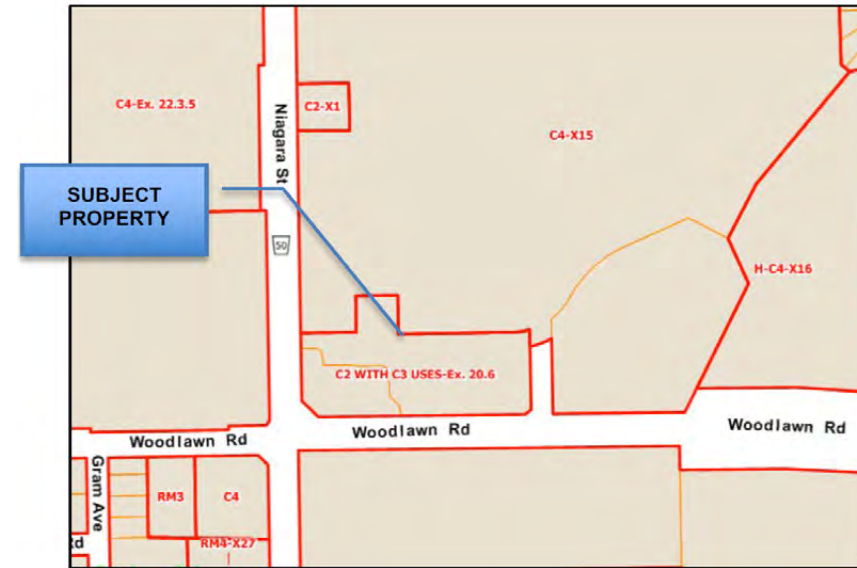 C4-Ex. 22.3.5
Niagara St
C2-X1
C4-X15
SUBJECT
PROPERTY
50
H-C4-X16
C2 WITH C3 USES-Ex. 20.6
Woodlawn Rd
Woodlawn Rd
Woodlawn Rd
Gram Ave
RM3
C4
Rd
RM4-X27